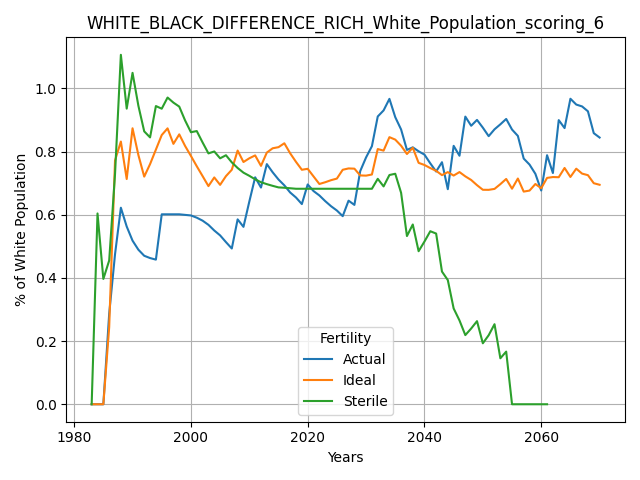 WHITE_BLACK_DIFFERENCE_RICH_White_Population_scoring_6
% of White Population
1.0
0.8
0.6
0.4
0.2
0.0
Fertility
Actual
Ideal
Sterile
1980
2000
2020
2040
2060
Years